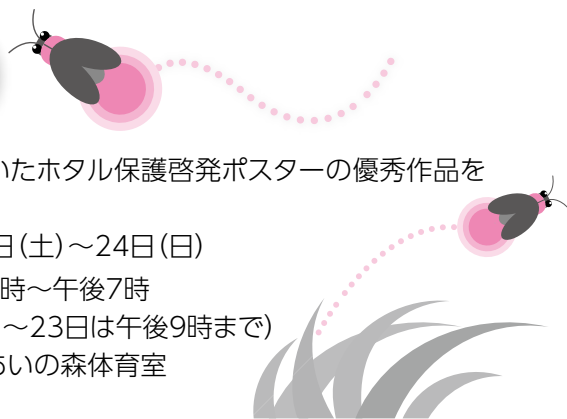 いたホタル保護啓発ポスターの優秀作品を
日（土）～24日（日）
時～午後7時
～23日は午後9時まで）
あいの森体育室